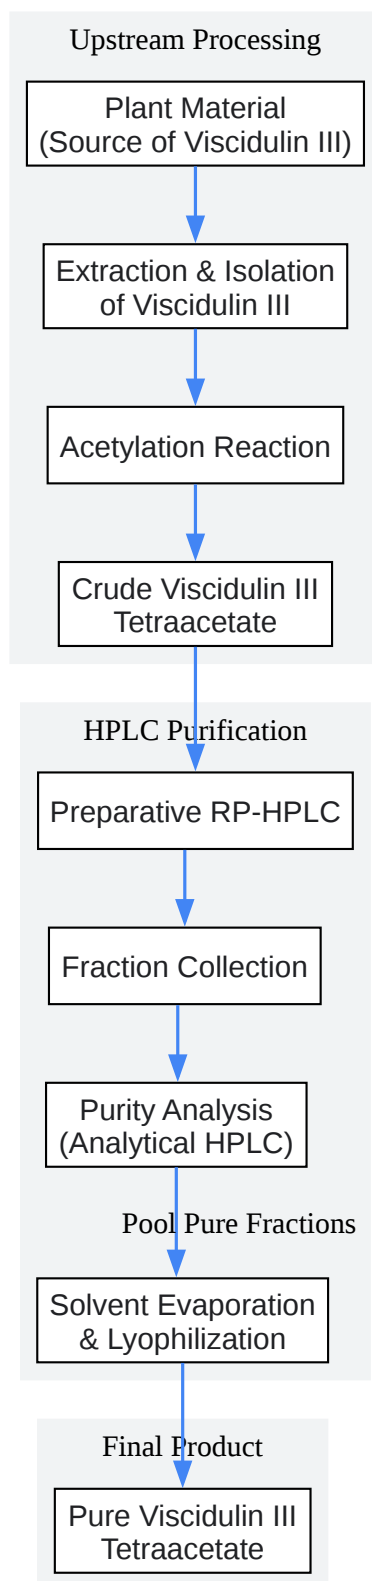 Upstream Processing
Plant Material
(Source of Viscidulin III)
Extraction & Isolation
of Viscidulin III
Acetylation Reaction
Crude Viscidulin III
Tetraacetate
HPLC Purification
Preparative RP-HPLC
Fraction Collection
Purity Analysis
(Analytical HPLC)
Pool Pure Fractions
Solvent Evaporation
& Lyophilization
Final Product
Pure Viscidulin III
Tetraacetate